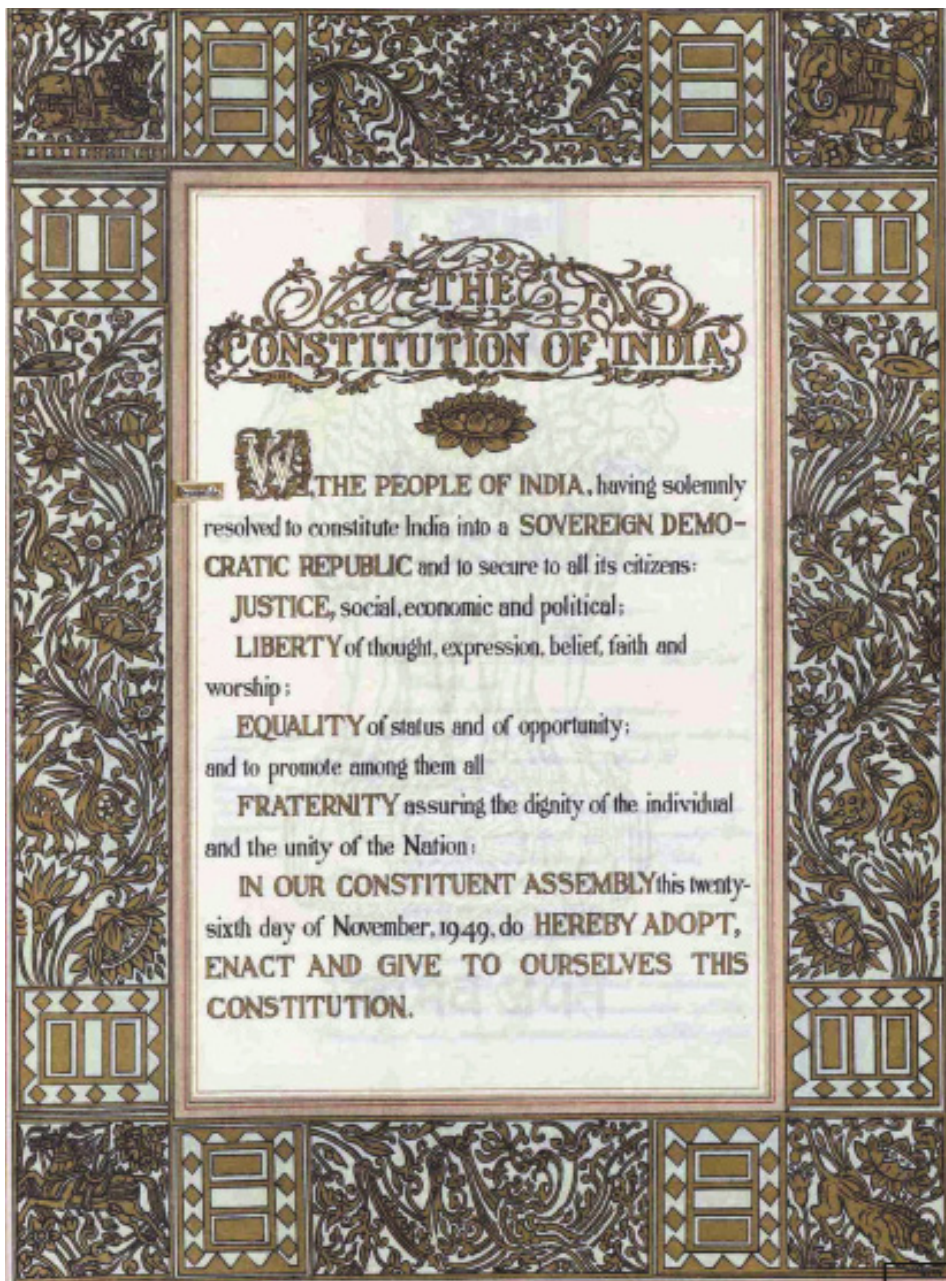 THE
CONSTITUTION OF INDIA
WE, THE PEOPLE OF INDIA, having solemnly
resolved to constitute India into a SOVEREIGN DEMO-
CRATIC REPUBLIC and to secure to all its citizens:
JUSTICE, social, economic and political;
LIBERTY of thought, expression, belief, faith and
worship;
EQUALITY of status and of opportunity;
and to promote among them all
FRATERNITY assuring the dignity of the individual
and the unity of the Nation;
IN OUR CONSTITUENT ASSEMBLY this twenty-
sixth day of November, 1949, do HEREBY ADOPT,
ENACT AND GIVE TO OURSELVES THIS
CONSTITUTION.